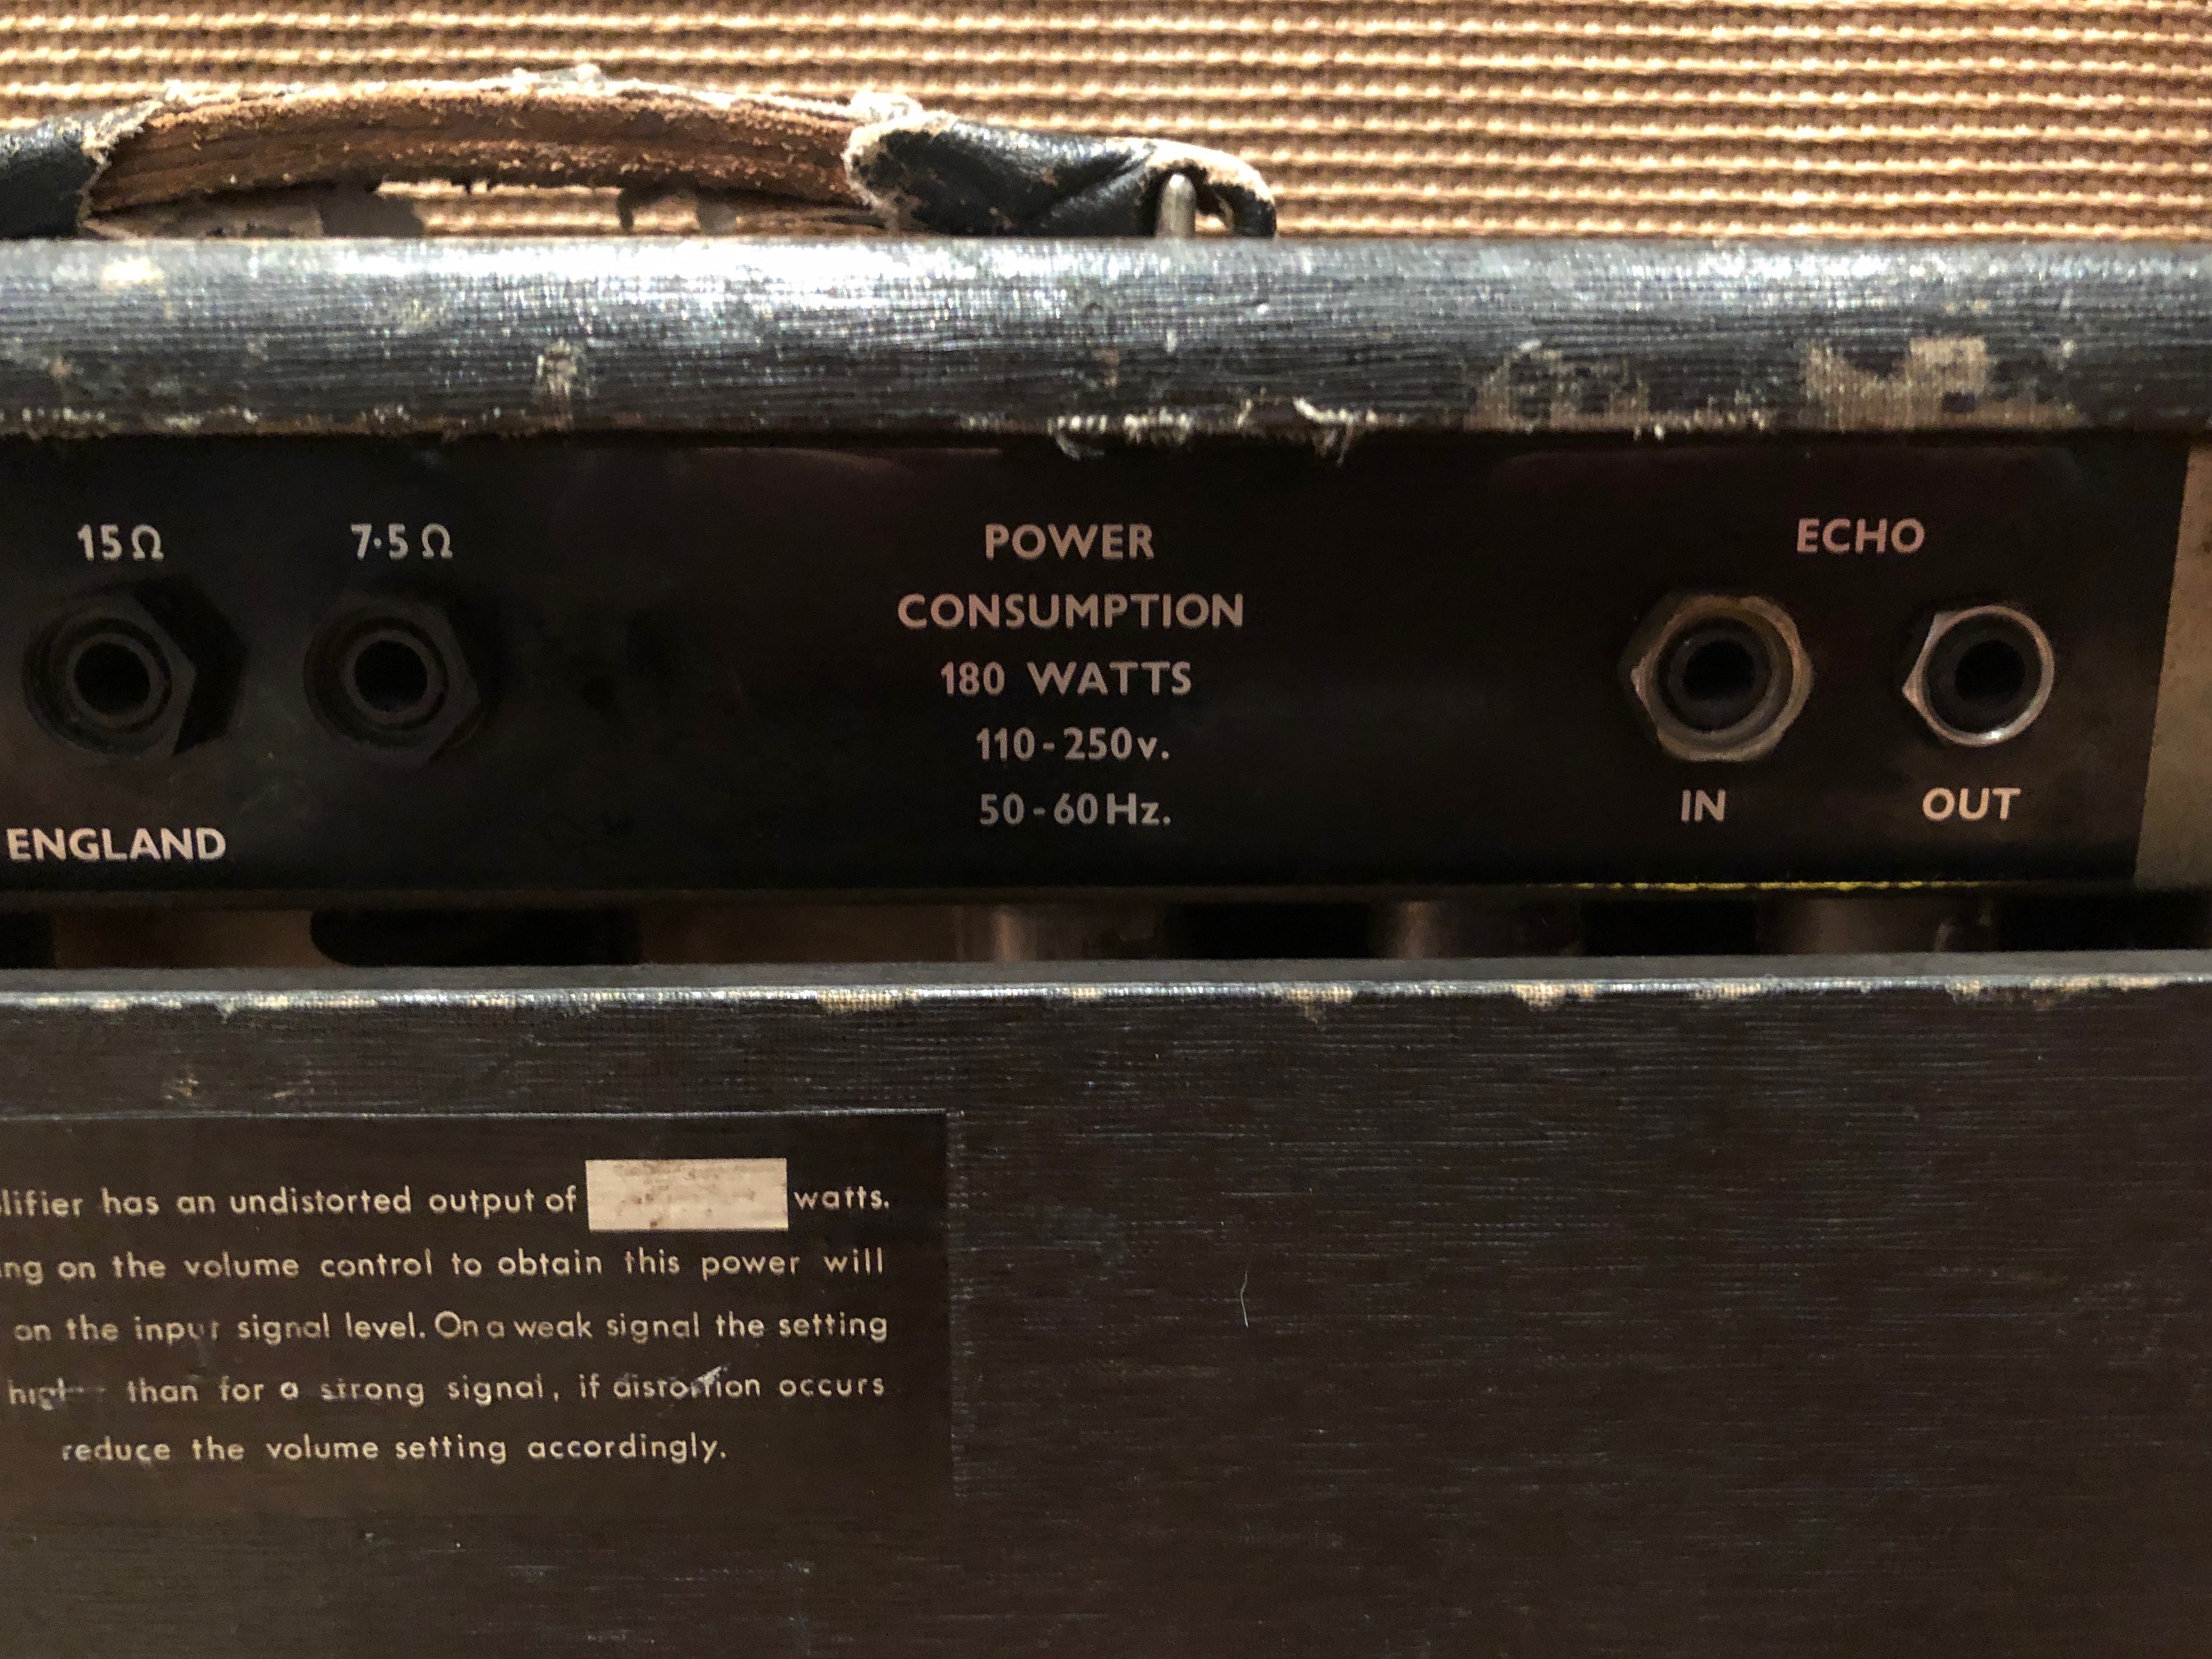 15Ω 7·5Ω
POWER
CONSUMPTION
180 WATTS
110-250v.
50-60Hz.
ECHO
IN OUT
ENGLAND
lifier has an undistorted output of watts.
ng on the volume control to obtain this power will
on the input signal level. On a weak signal the setting
than for a strong signal, if distortion occurs
reduce the volume setting accordingly.